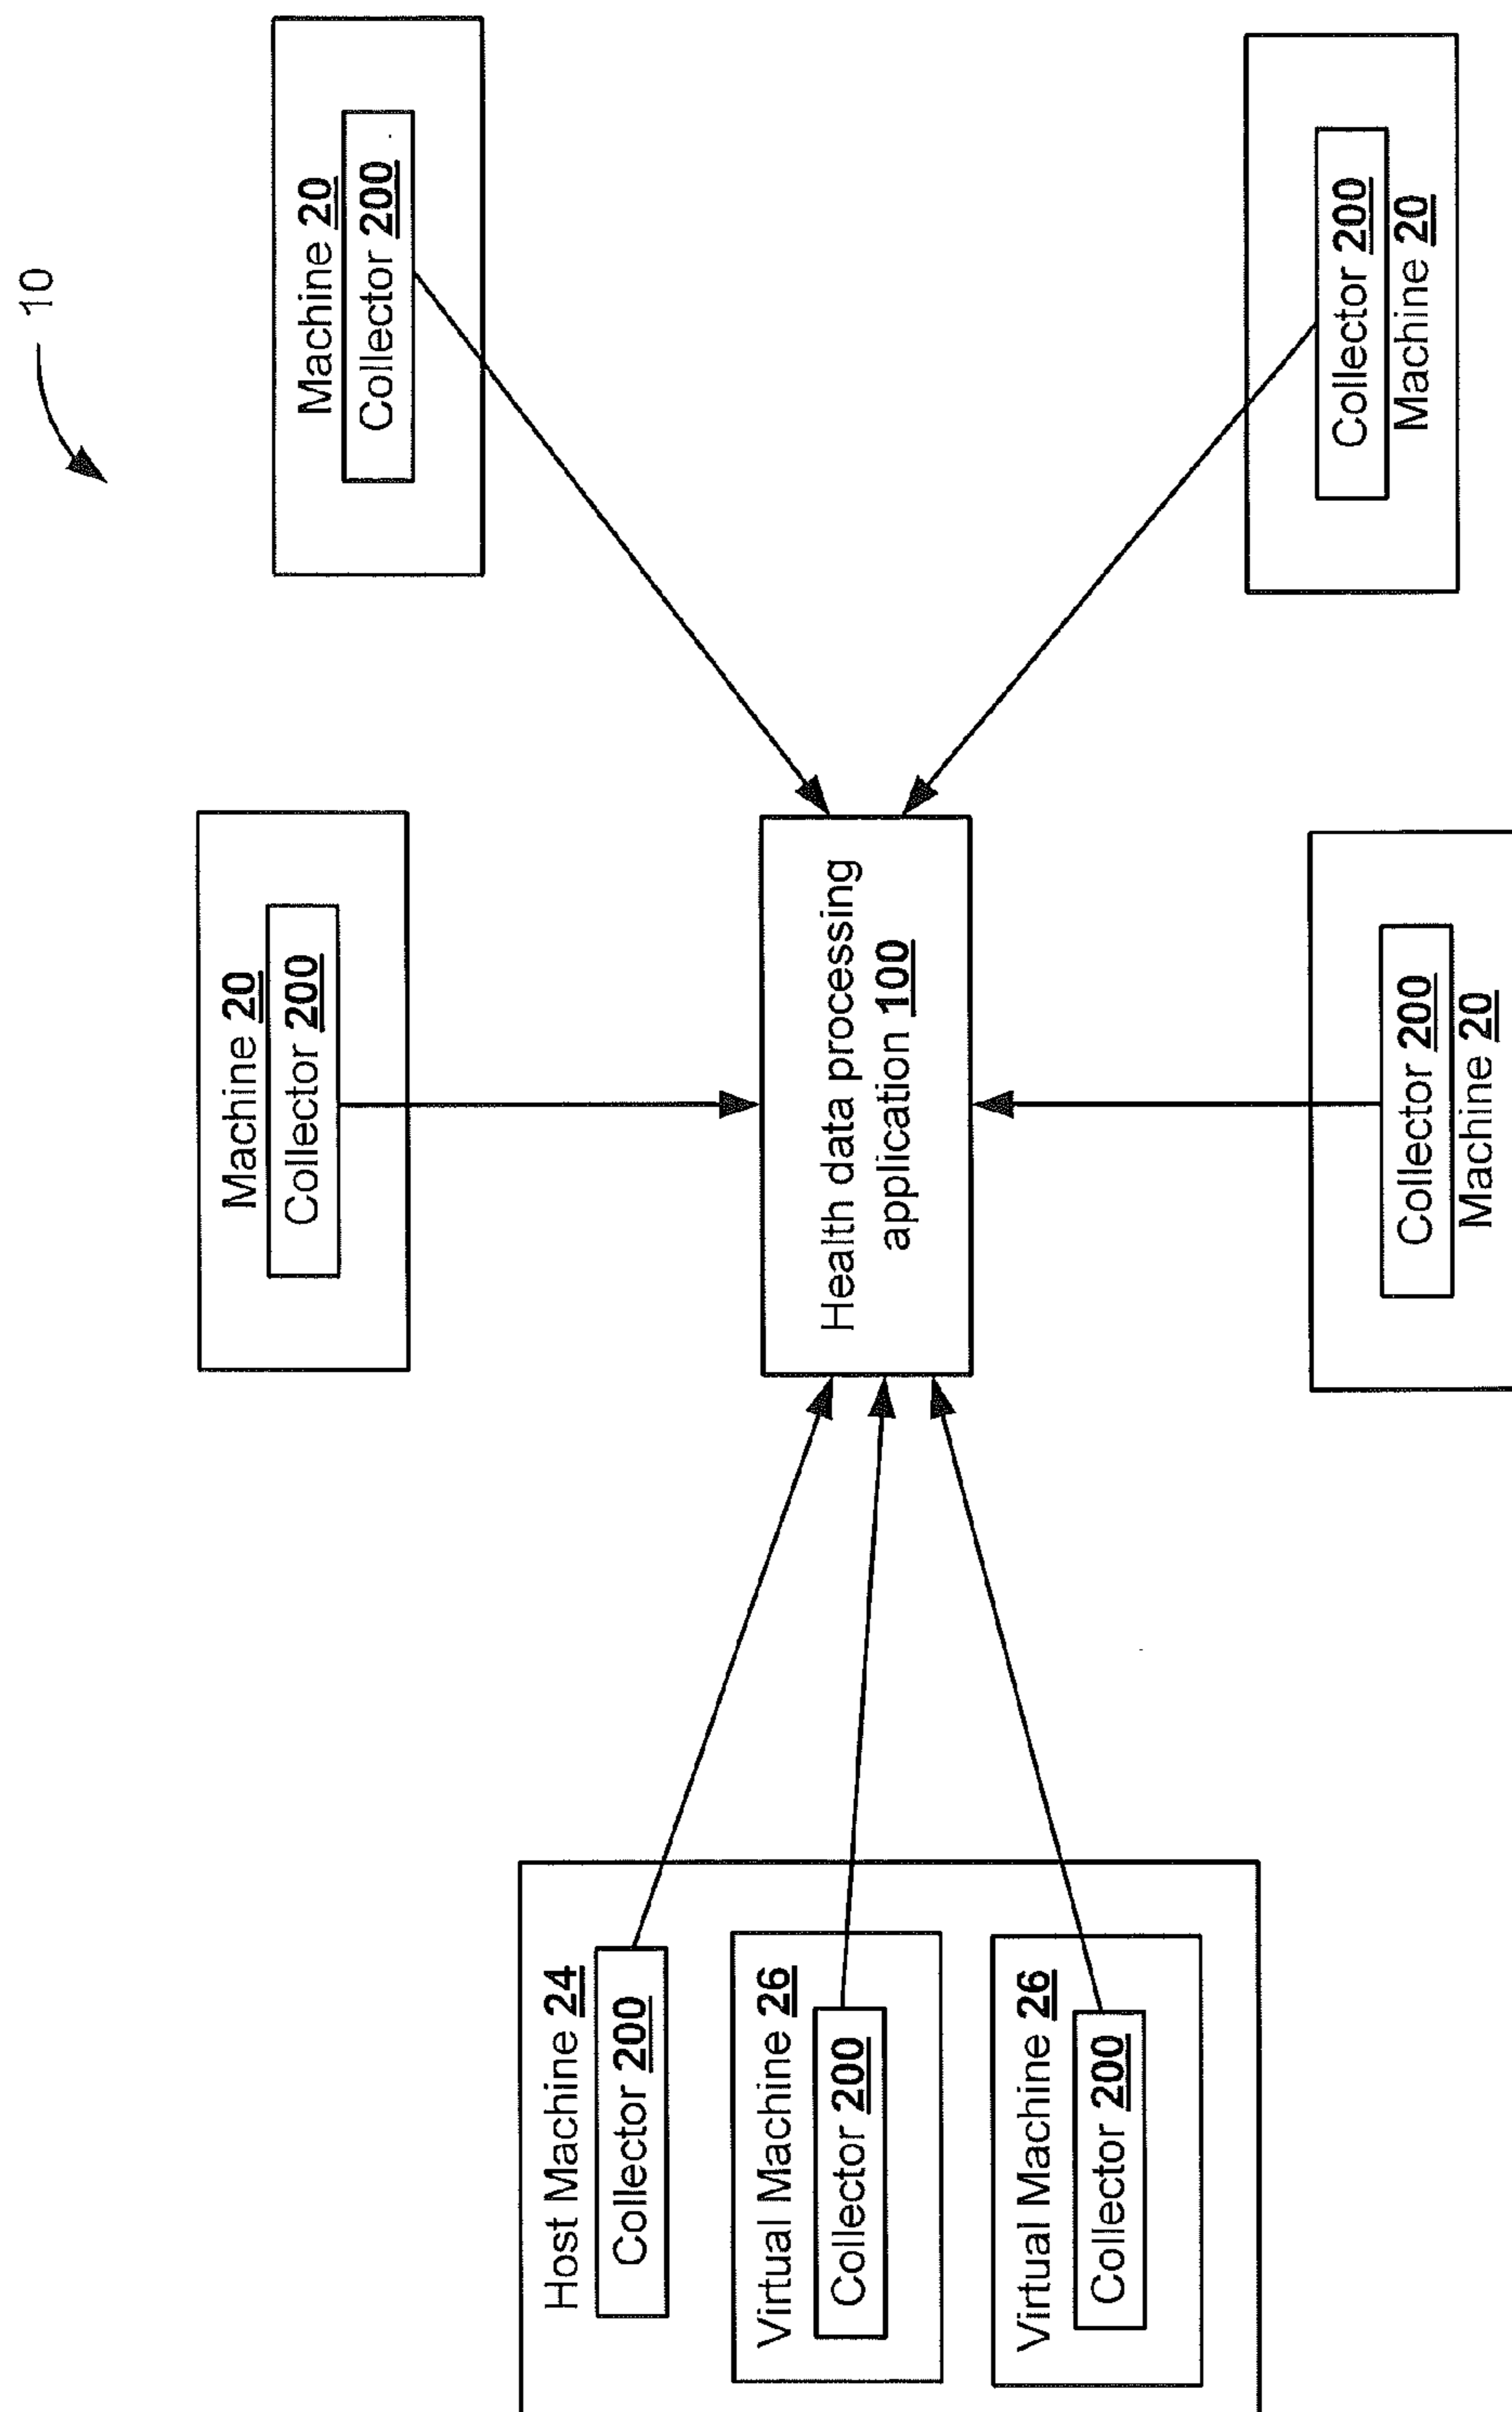 10
Machine 20
Collector 200
Machine 20
Collector 200
Host Machine 24
Collector 200
Virtual Machine 26
Collector 200
Virtual Machine 26
Collector 200
Health data processing
application 100
Collector 200
Machine 20
Collector 200
Machine 20